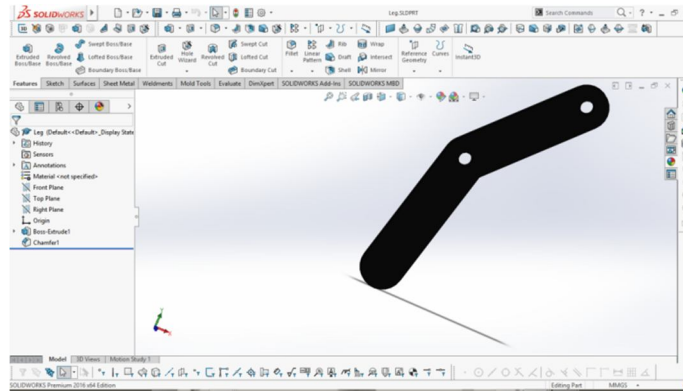 SOLIDWORKS
Leg.SLDPRT
Search Commands
Extruded Boss/Base
Revolved Boss/Base
Swept Boss/Base
Lofted Boss/Base
Boundary Boss/Base
Extruded Cut
Hole Wizard
Revolved Cut
Swept Cut
Lofted Cut
Boundary Cut
Fillet
Linear Pattern
Rib
Draft
Shell
Wrap
Intersect
Mirror
Reference Geometry
Curves
Instant3D
Features Sketch Surfaces Sheet Metal Weldments Mold Tools Evaluate DimXpert SOLIDWORKS Add-Ins SOLIDWORKS MBD
Leg (Default<<Default>_Display State
History
Sensors
Annotations
Material <not specified>
Front Plane
Top Plane
Right Plane
Origin
Boss-Extrude1
Chamfer1
Model 3D Views Motion Study 1
SOLIDWORKS Premium 2016 x64 Edition
Editing Part
MMGS